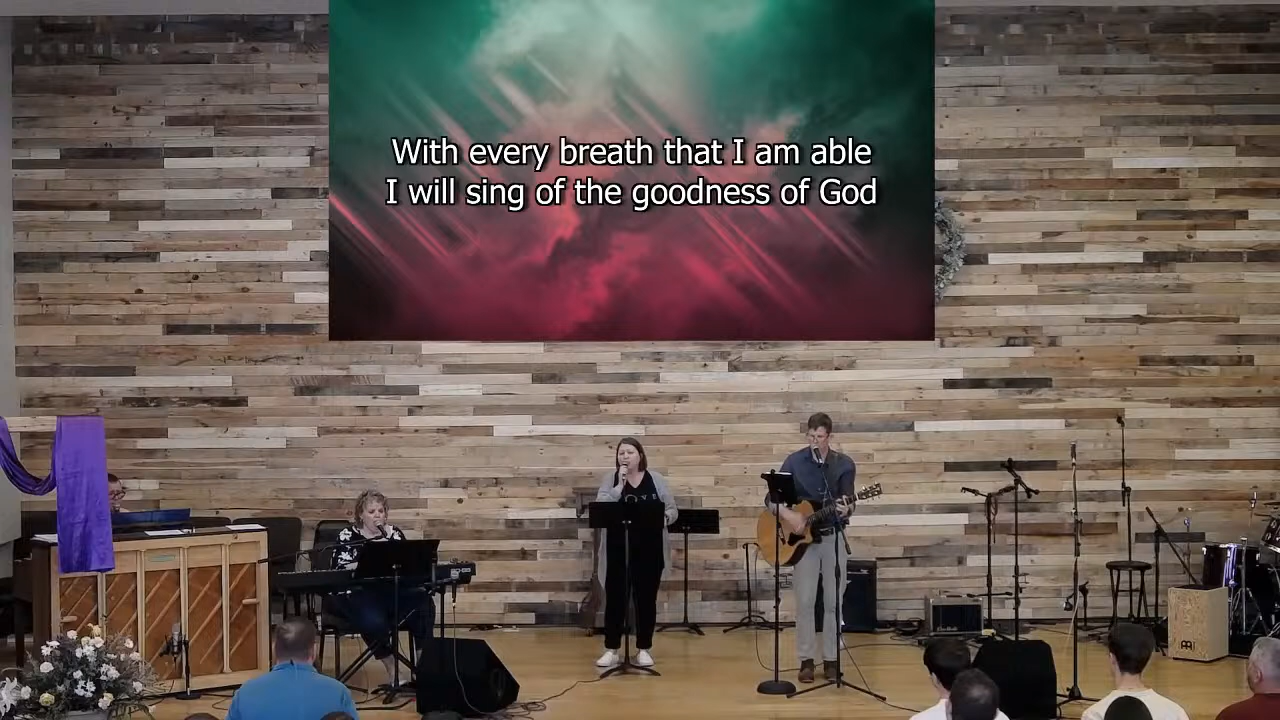 With every breath that I am able
I will sing of the goodness of God